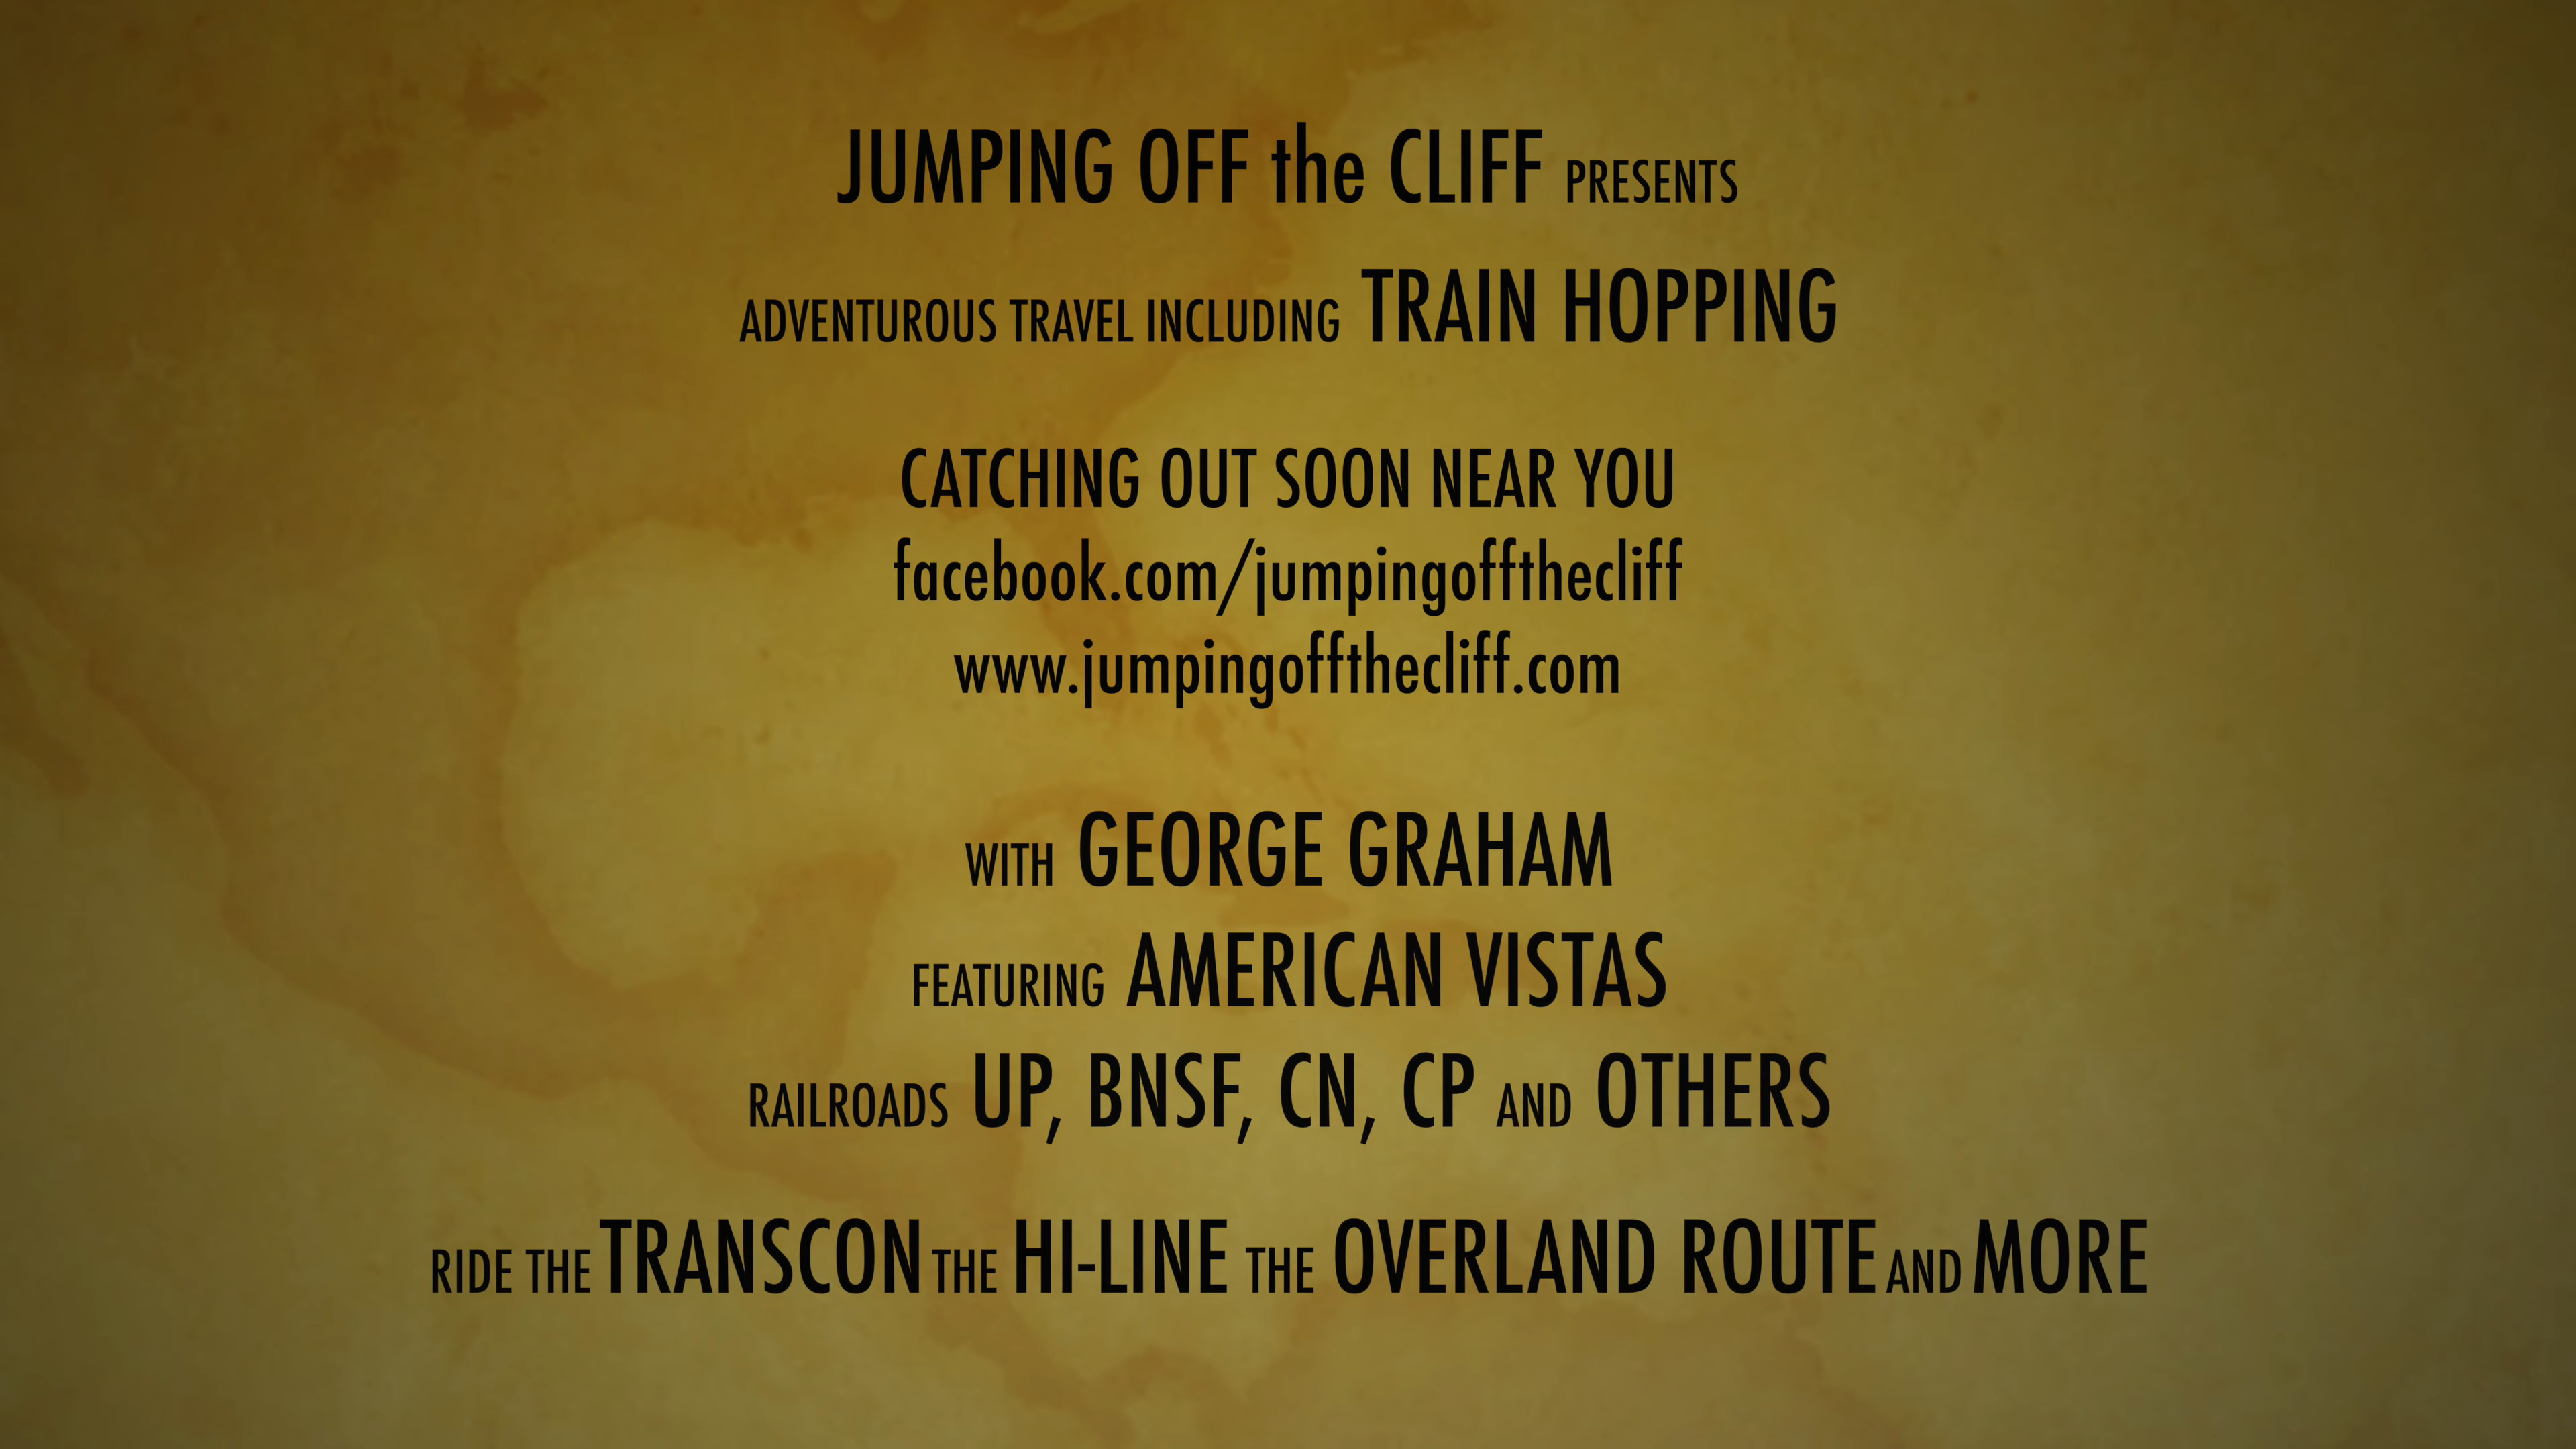 JUMPING OFF the CLIFF PRESENTS
ADVENTUROUS TRAVEL INCLUDING TRAIN HOPPING
CATCHING OUT SOON NEAR YOU
facebook.com/jumpingoffthecliff
www.jumpingoffthecliff.com
WITH GEORGE GRAHAM
FEATURING AMERICAN VISTAS
RAILROADS UP, BNSF, CN, CP AND OTHERS
RIDE THE TRANSCON THE HI-LINE THE OVERLAND ROUTE AND MORE